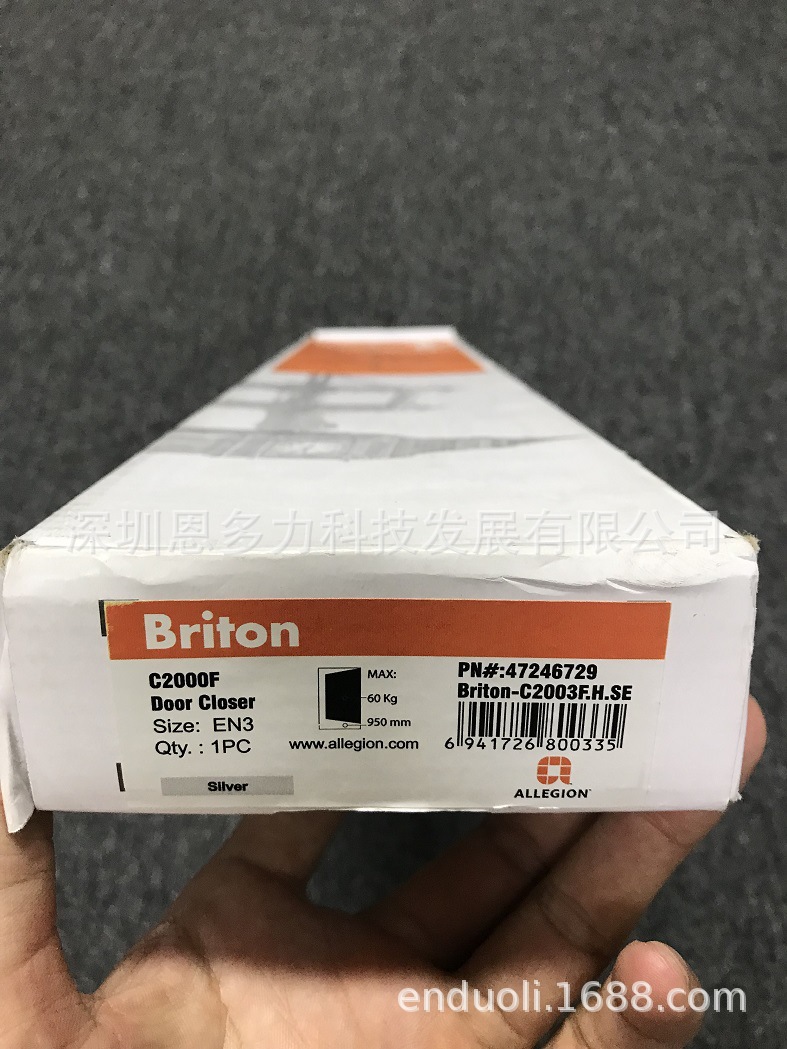 深圳恩多力科技发展有限公司
Briton
C2000F
Door Closer
Size: EN3
Qty. : 1PC
Silver
MAX:
60 Kg
950 mm
www.allegion.com
PN#:47246729
Briton-C2003F.H.SE
6 941726 800335
ALLEGION
enduoli.1688.com